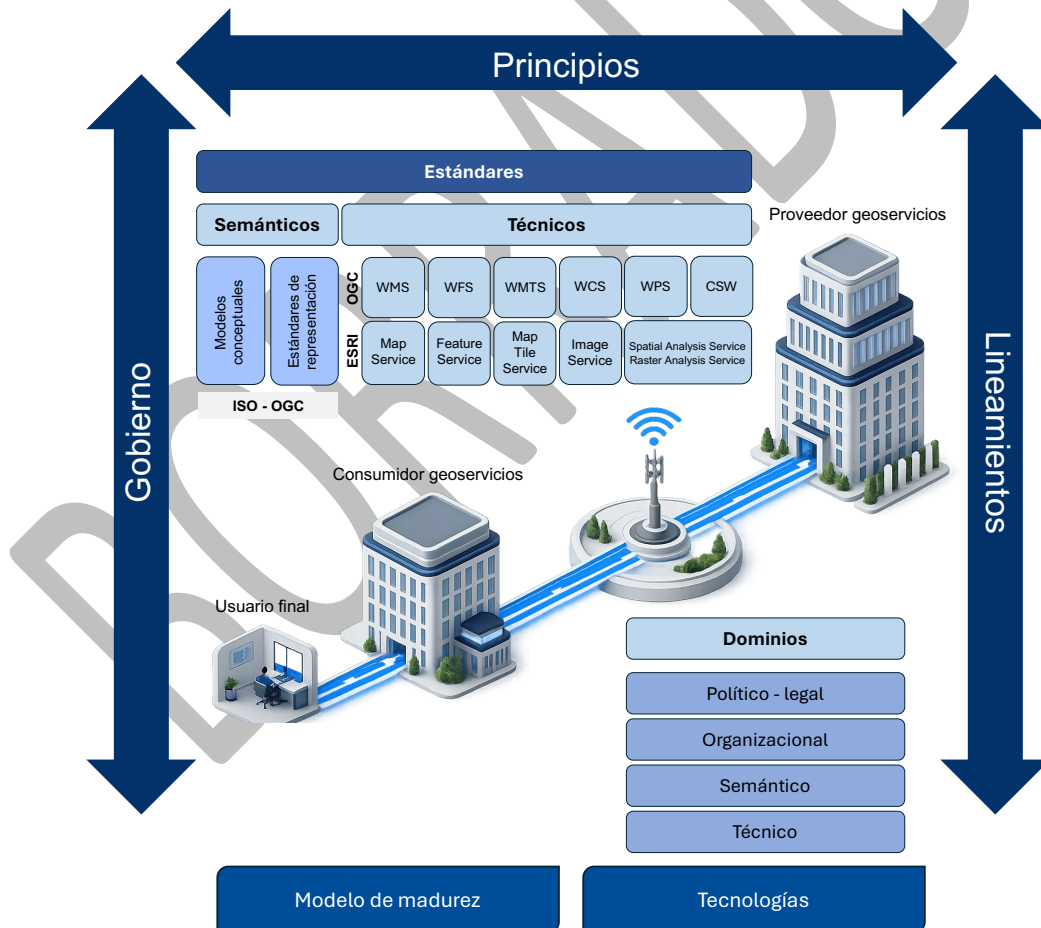 Principios
Gobierno
Lineamientos
Estándares
Semánticos
Técnicos
Proveedor geoservicios
Modelos
conceptuales
Estándares de
representación
OGC
WMS
WFS
WMTS
WCS
WPS
CSW
ESRI
Map
Service
Feature
Service
Map
Tile
Service
Image
Service
Spatial Analysis Service
Raster Analysis Service
ISO - OGC
Consumidor geoservicios
Usuario final
Dominios
Político - legal
Organizacional
Semántico
Técnico
Modelo de madurez
Tecnologías
BORRADOR